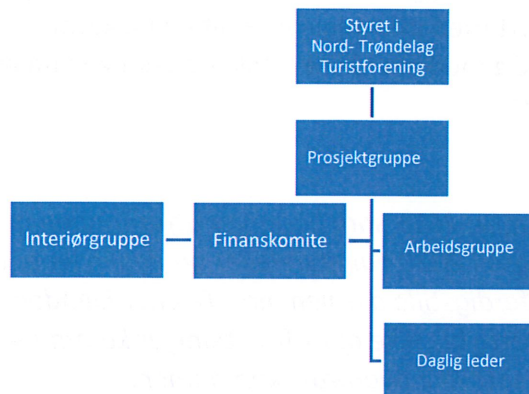 Styret i
Nord- Trøndelag
Turistforening
Prosjektgruppe
Interiørgruppe
Finanskomite
Arbeidsgruppe
Daglig leder